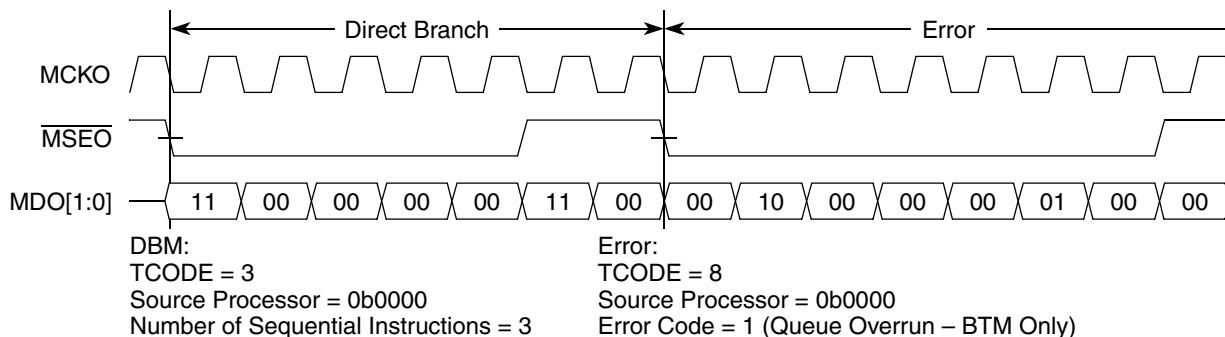 Direct Branch Error
MCKO
MSEO
MDO[1:0] 11 00 00 00 00 11 00 00 10 00 00 00 01 00 00
DBM:
TCODE = 3
Source Processor = 0b0000
Number of Sequential Instructions = 3
Error:
TCODE = 8
Source Processor = 0b0000
Error Code = 1 (Queue Overrun – BTM Only)